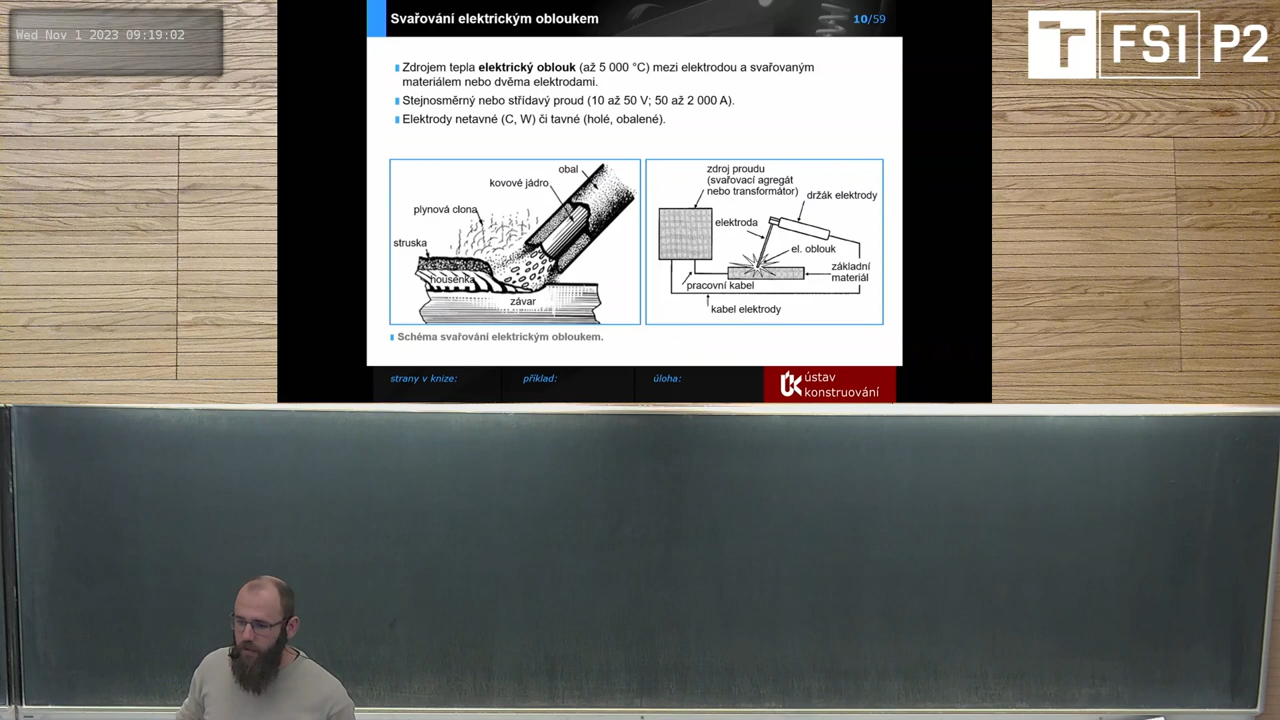 Wed Nov 1 2023 09:19:02
Svařování elektrickým obloukem
10/59
FSI P2
Zdrojem tepla elektrický oblouk (až 5 000 °C) mezi elektrodou a svařovaným
materiálem nebo dvěma elektrodami.
Stejnosměrný nebo střídavý proud (10 až 50 V; 50 až 2 000 A).
Elektrody netavné (C, W) či tavné (holé, obalené).
obal
kovové jádro
plynová clona
struska
housenka
závar
zdroj proudu
(svařovací agregát
nebo transformátor)
držák elektrody
elektroda
el. oblouk
základní
materiál
pracovní kabel
kabel elektrody
Schéma svařování elektrickým obloukem.
strany v knize:
příklad:
úloha:
ústav
konstruování